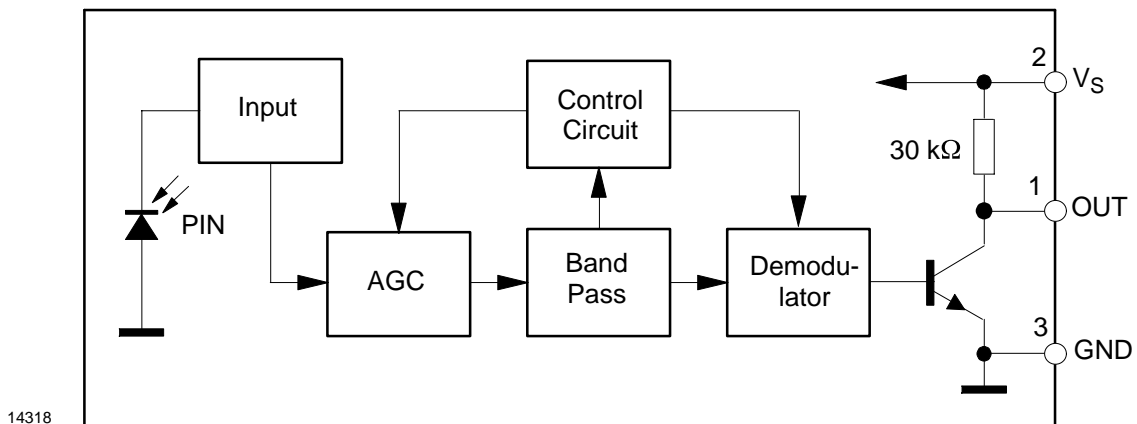 Input
PIN
AGC
Control
Circuit
Band
Pass
Demodu-
lator
30 kΩ
2
VS
1
OUT
3
GND
14318